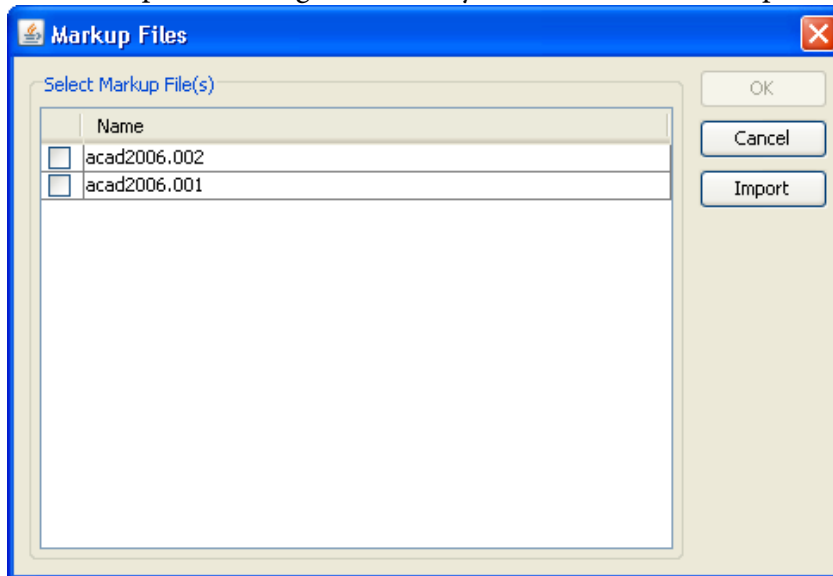 Markup Files
Select Markup File(s)
OK
Name
Cancel
acad2006.002
acad2006.001
Import